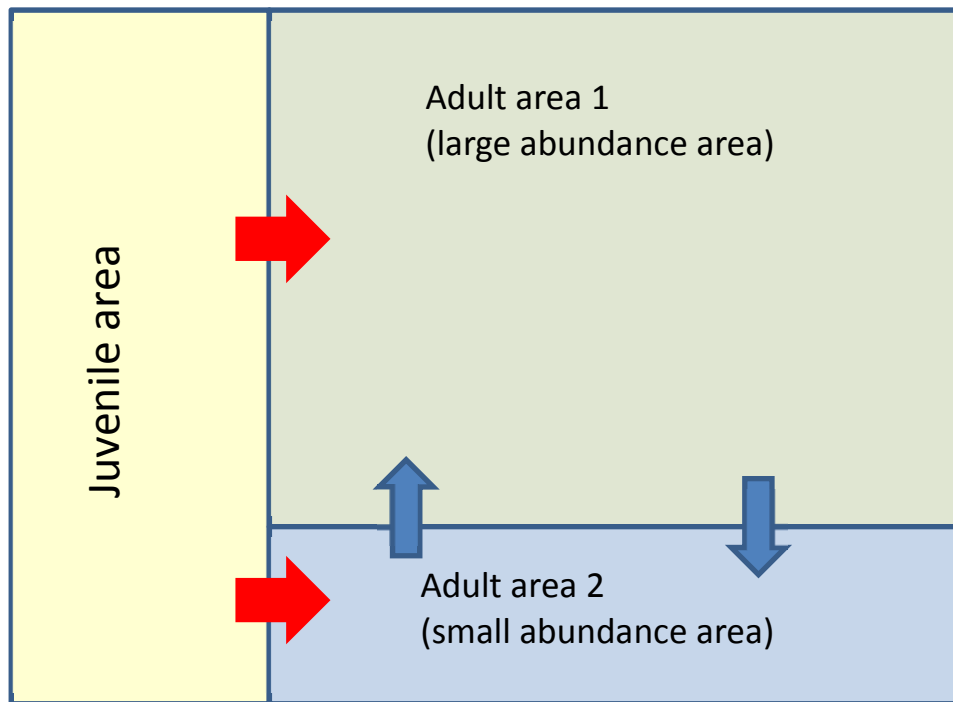 Juvenile area
Adult area 1
(large abundance area)
Adult area 2
(small abundance area)